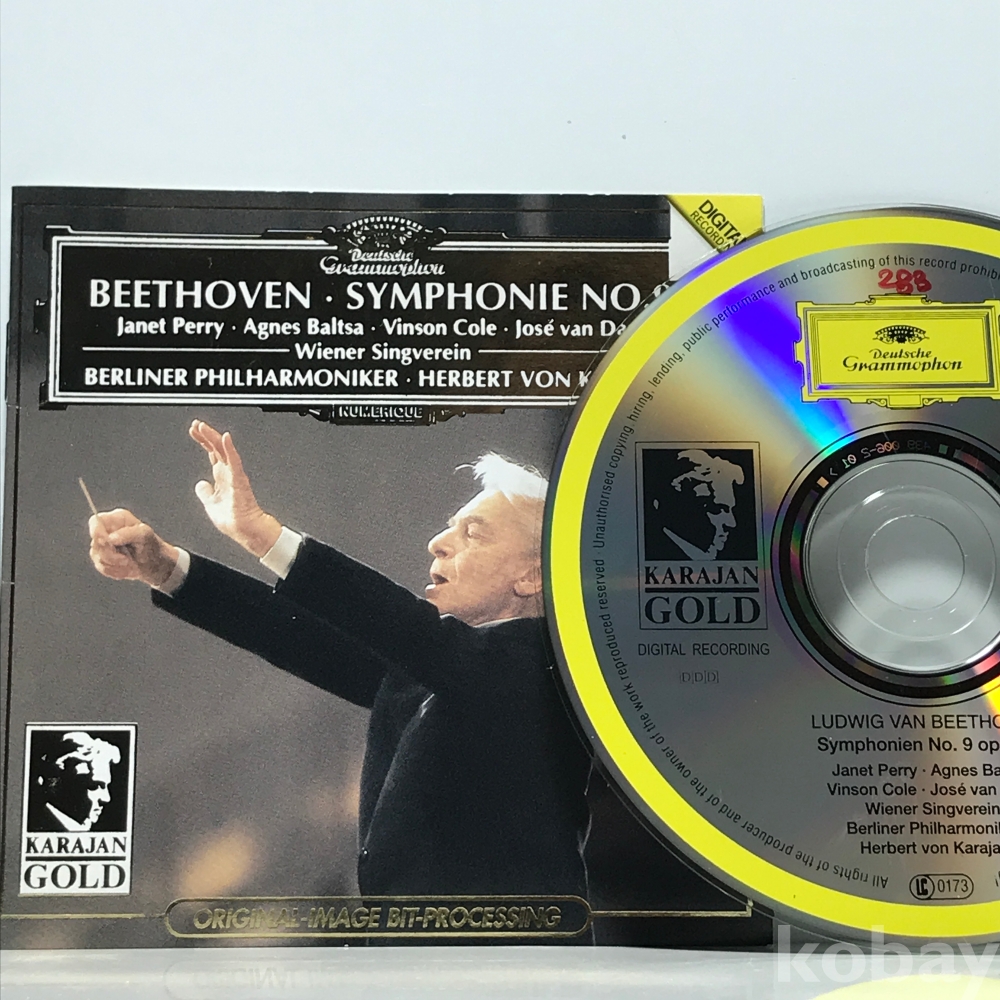 DIGITAL
RECORDING
Deutsche
Grammophon
BEETHOVEN · SYMPHONIE NO. 9
Janet Perry · Agnes Baltsa · Vinson Cole · José van Da
Wiener Singverein
BERLINER PHILHARMONIKER · HERBERT VON K
NUMERIQUE
KARAJAN
GOLD
ORIGINAL-IMAGE BIT-PROCESSING
All rights of the producer and of the owner of the work reproduced reserved · Unauthorised copying, hiring, lending, public performance and broadcasting of this record prohib
288
Deutsche
Grammophon
KARAJAN
GOLD
DIGITAL RECORDING
DDD
LUDWIG VAN BEETHO
Symphonien No. 9 op
Janet Perry · Agnes Ba
Vinson Cole · José van
Wiener Singverein
Berliner Philharmonik
Herbert von Karaja
LC 0173
kobay